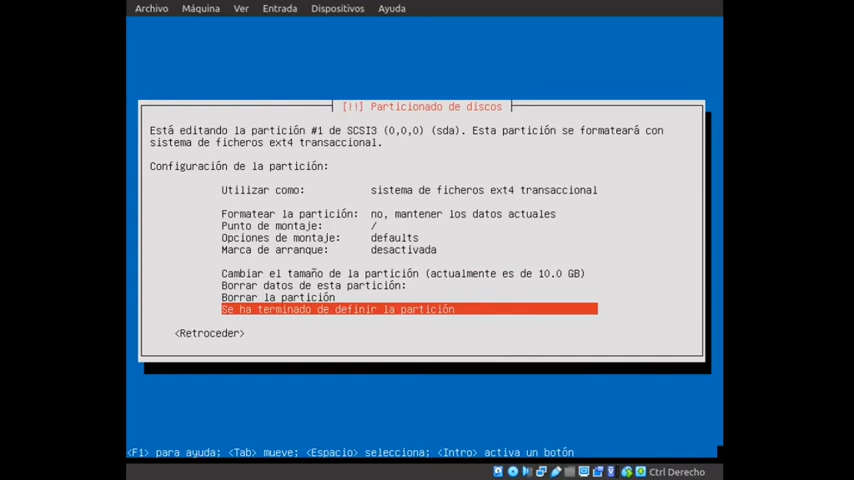 Archivo Máquina Ver Entrada Dispositivos Ayuda
[!!] Particionado de discos
Está editando la partición #1 de SCSI3 (0,0,0) (sda). Esta partición se formateará con
sistema de ficheros ext4 transaccional.
Configuración de la partición:
Utilizar como: sistema de ficheros ext4 transaccional
Formatear la partición: no, mantener los datos actuales
Punto de montaje: /
Opciones de montaje: defaults
Marca de arranque: desactivada
Cambiar el tamaño de la partición (actualmente es de 10.0 GB)
Borrar datos de esta partición:
Borrar la partición
Se ha terminado de definir la partición
<Retroceder>
<F1> para ayuda; <Tab> mueve; <Espacio> selecciona; <Intro> activa un botón
Ctrl Derecho